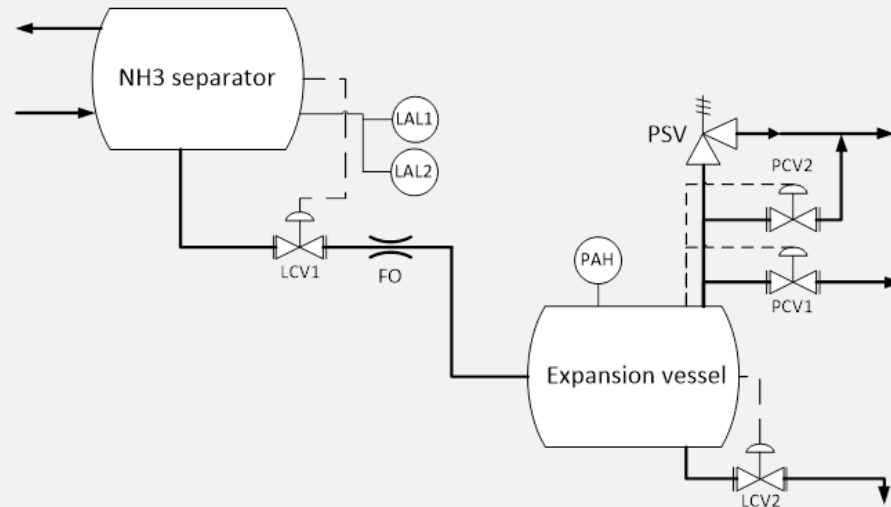 NH3 separator
LAL1
LAL2
PSV
PCV2
LCV1
FO
PAH
PCV1
Expansion vessel
LCV2